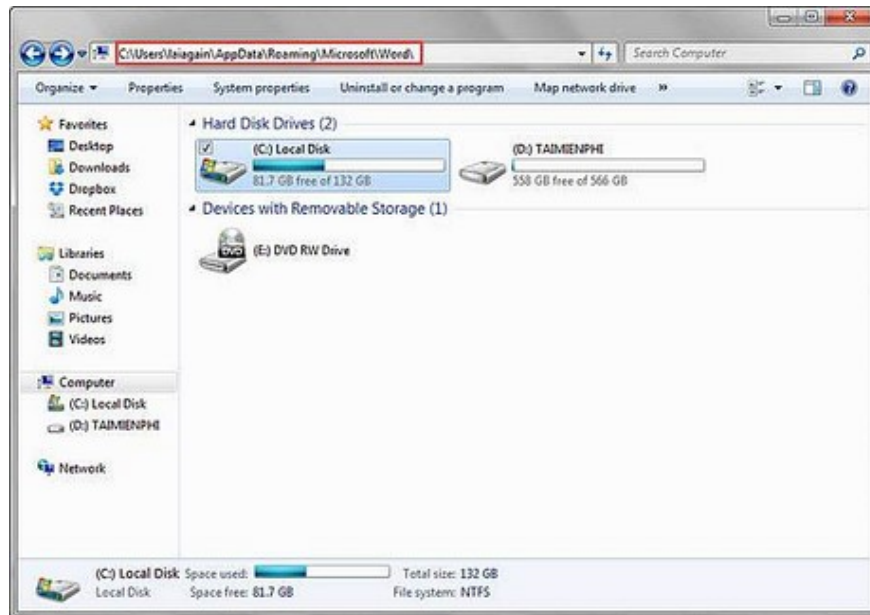 C:\Users\laiagain\AppData\Roaming\Microsoft\Word\
Search Computer
Organize Properties System properties Uninstall or change a program Map network drive »
Favorites
Desktop
Downloads
Dropbox
Recent Places
Libraries
Documents
Music
Pictures
Videos
Computer
(C:) Local Disk
(D:) TAIMIENPHI
Network
Hard Disk Drives (2)
(C:) Local Disk
81.7 GB free of 132 GB
(D:) TAIMIENPHI
558 GB free of 566 GB
Devices with Removable Storage (1)
DVD
(E:) DVD RW Drive
(C:) Local Disk Space used: Total size: 132 GB
Local Disk Space free: 81.7 GB File system: NTFS